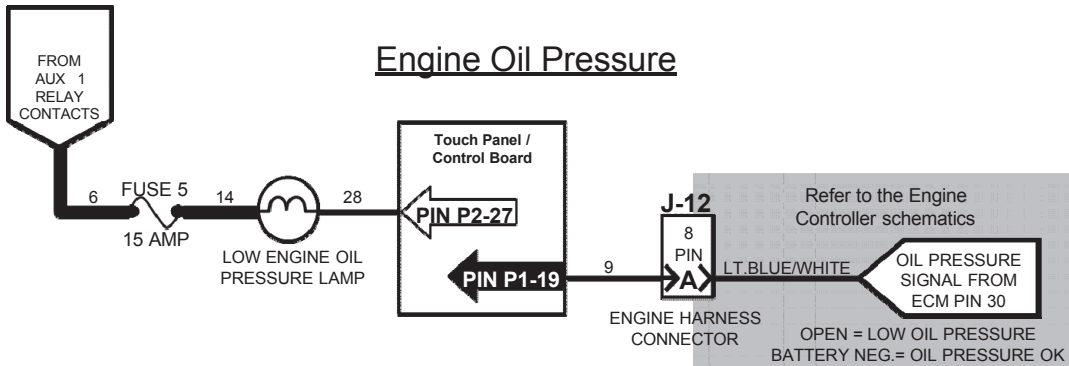 Engine Oil Pressure
FROM
AUX 1
RELAY
CONTACTS
6
FUSE 5
15 AMP
14
LOW ENGINE OIL
PRESSURE LAMP
28
Touch Panel /
Control Board
PIN P2-27
PIN P1-19
9
J-12
8
PIN
A
ENGINE HARNESS
CONNECTOR
LT.BLUE/WHITE
Refer to the Engine
Controller schematics
OIL PRESSURE
SIGNAL FROM
ECM PIN 30
OPEN = LOW OIL PRESSURE
BATTERY NEG.= OIL PRESSURE OK